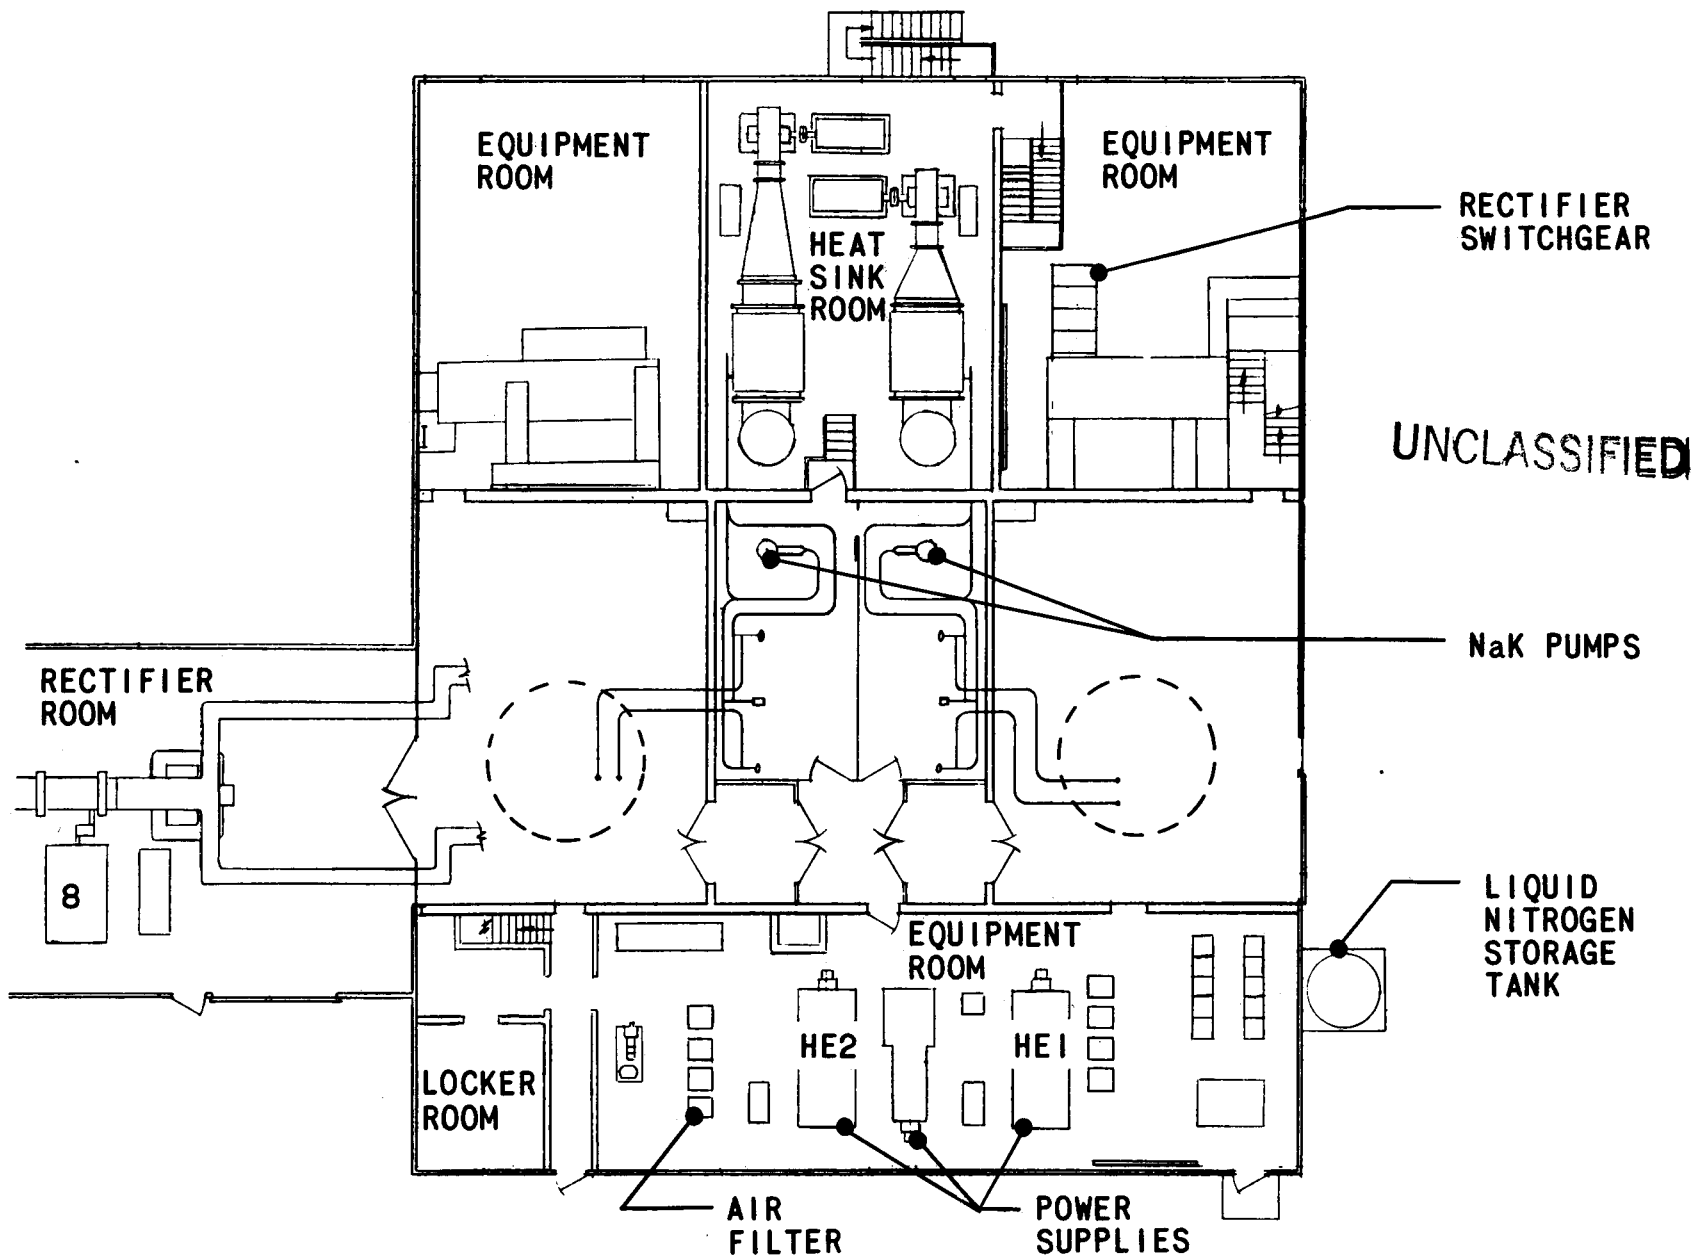 EQUIPMENT
ROOM
EQUIPMENT
ROOM
RECTIFIER
SWITCHGEAR
HEAT
SINK
ROOM
UNCLASSIFIED
NaK PUMPS
RECTIFIER
ROOM
8
LIQUID
NITROGEN
STORAGE
TANK
EQUIPMENT
ROOM
HE2
HE1
LOCKER
ROOM
AIR
FILTER
POWER
SUPPLIES